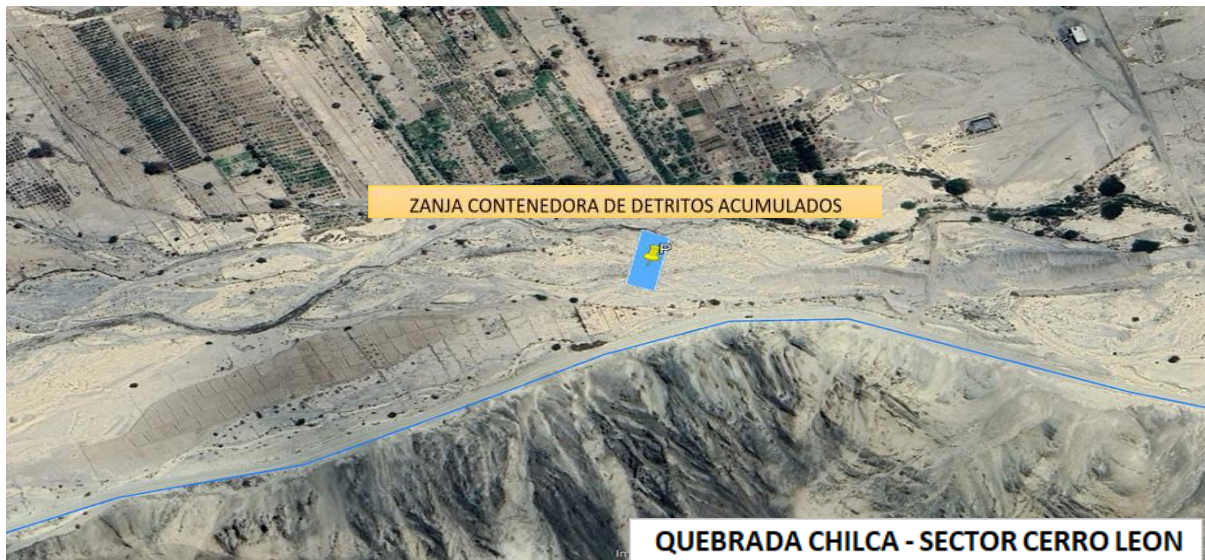 ZANJA CONTENEDORA DE DETRITOS ACUMULADOS
P
QUEBRADA CHILCA - SECTOR CERRO LEON